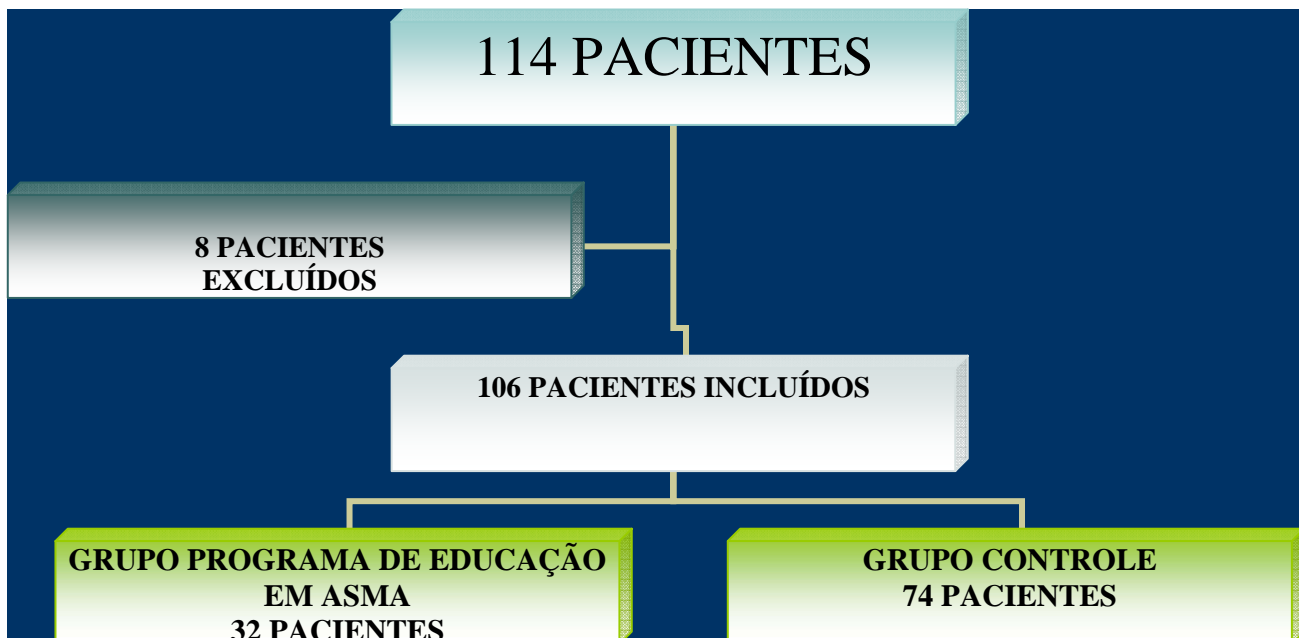 114 PACIENTES
8 PACIENTES
EXCLUÍDOS
106 PACIENTES INCLUÍDOS
GRUPO PROGRAMA DE EDUCAÇÃO
EM ASMA
32 PACIENTES
GRUPO CONTROLE
74 PACIENTES